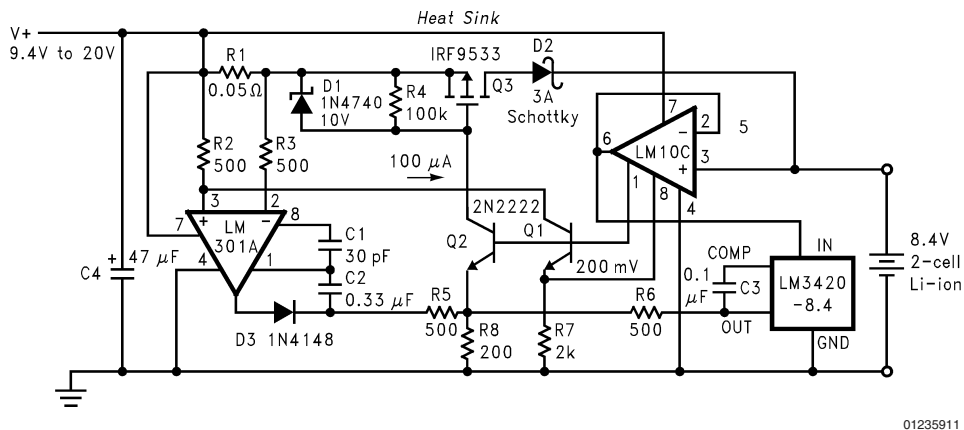 Heat Sink
V+
9.4V to 20V
R1
0.05Ω
IRF9533
D2
Q3
D1
1N4740
10V
R4
100k
3A
Schottky
7
2
5
6
LM10C
3
1
8
4
−
+
R2
500
R3
500
100 μA
3
2
7
+
−
8
LM
301A
4
1
C1
30 pF
C2
0.33 μF
2N2222
Q2
Q1
200 mV
+
47 μF
C4
COMP
IN
0.1
μF
C3
LM3420
-8.4
OUT
GND
8.4V
2-cell
Li-ion
D3
1N4148
R5
500
R6
500
R8
200
R7
2k
01235911